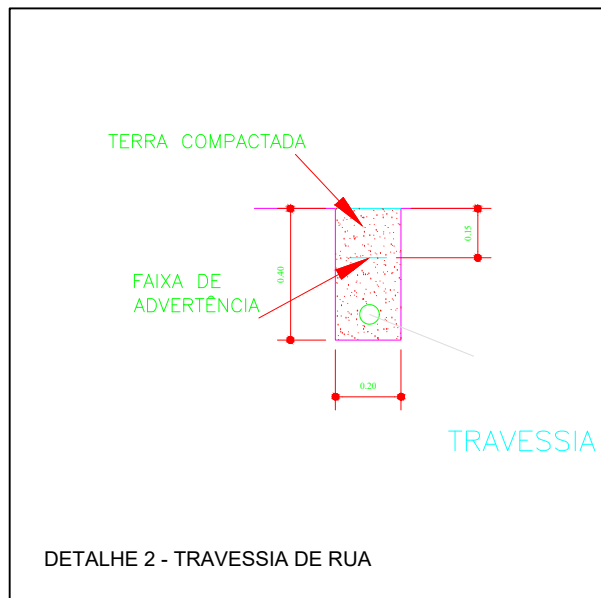 TERRA COMPACTADA
0.15
0.40
FAIXA DE
ADVERTÊNCIA
0.20
TRAVESSIA
DETALHE 2 - TRAVESSIA DE RUA